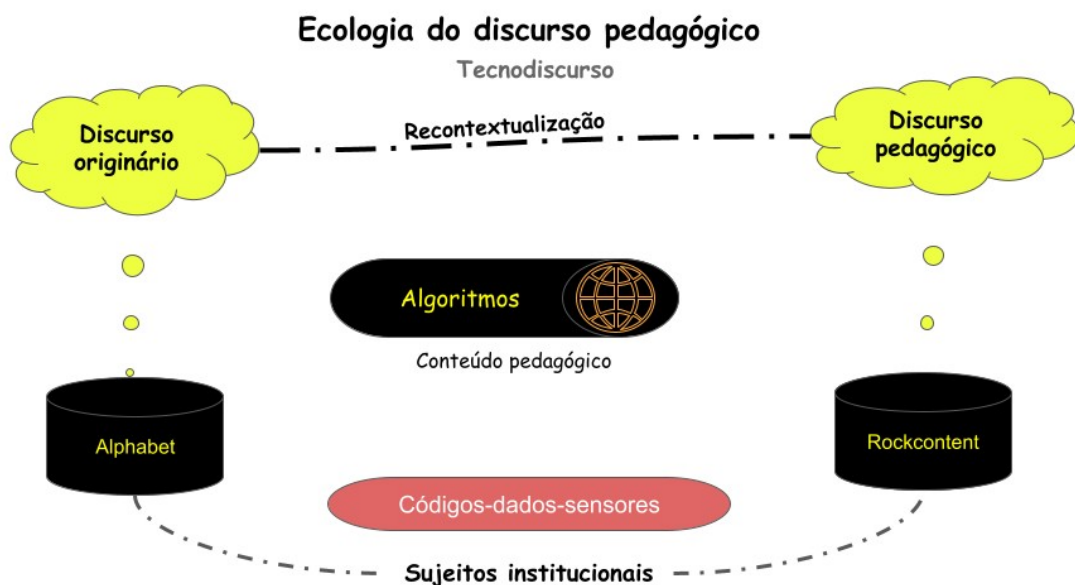 Ecologia do discurso pedagógico
Tecnodiscurso
Discurso
originário
Recontextualização
Discurso
pedagógico
Algoritmos
Conteúdo pedagógico
Alphabet
Rockcontent
Códigos-dados-sensores
Sujeitos institucionais